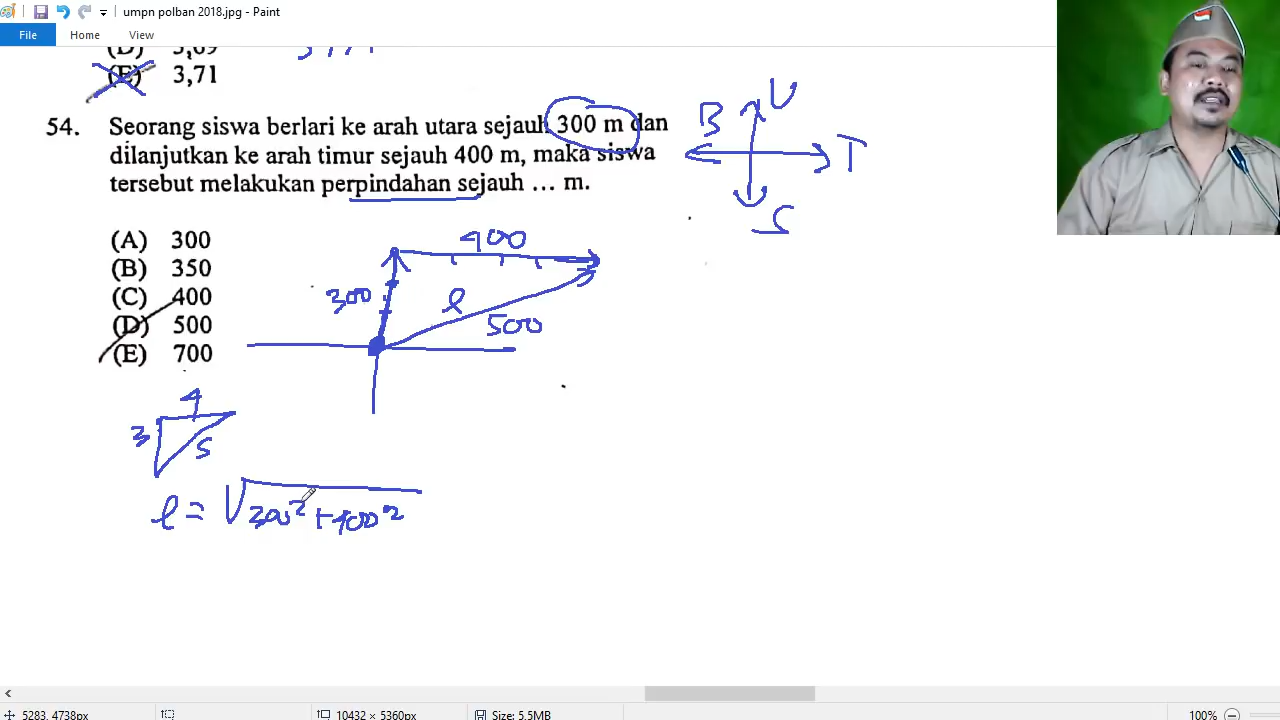 umpn polban 2018.jpg - Paint
File Home View
(E) 3,71
54. Seorang siswa berlari ke arah utara sejauh 300 m dan
dilanjutkan ke arah timur sejauh 400 m, maka siswa
tersebut melakukan perpindahan sejauh ... m.
B U
T
S
(A) 300
(B) 350
(C) 400
(D) 500
(E) 700
400
300 l
500
4
3 5
l = √300² + 400²
5283, 4738px 10432 × 5360px Size: 5.5MB 100%